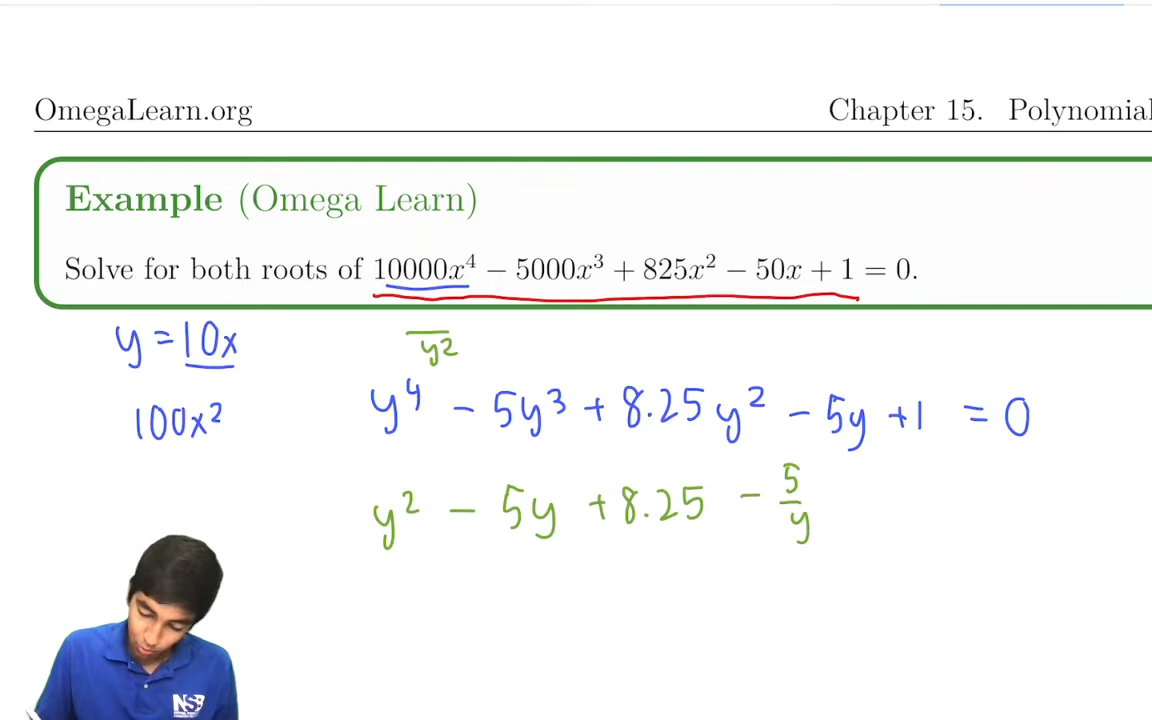 OmegaLearn.org Chapter 15. Polynomial
Example (Omega Learn)
Solve for both roots of 10000x⁴ − 5000x³ + 825x² − 50x + 1 = 0.
y = 10x
y2
100x²
y⁴ − 5y³ + 8.25y² − 5y + 1 = 0
y² − 5y + 8.25 − 5/y
NSB